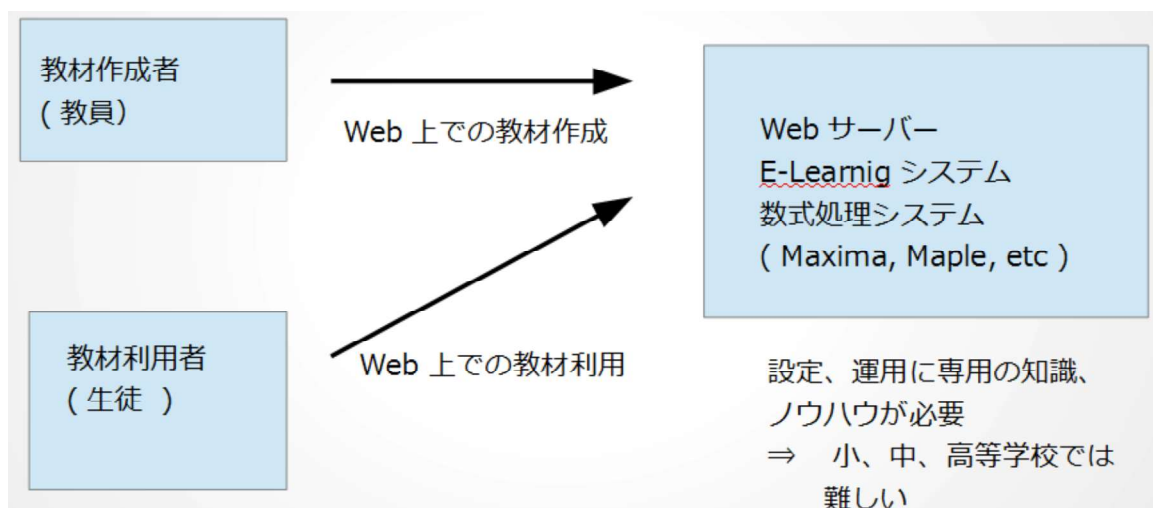 教材作成者
( 教員）
Web 上での教材作成
Web サーバー
E-Learnig システム
数式処理システム
( Maxima, Maple, etc )
教材利用者
( 生徒 )
Web 上での教材利用
設定、運用に専用の知識、
ノウハウが必要
⇒ 小、中、高等学校では
難しい